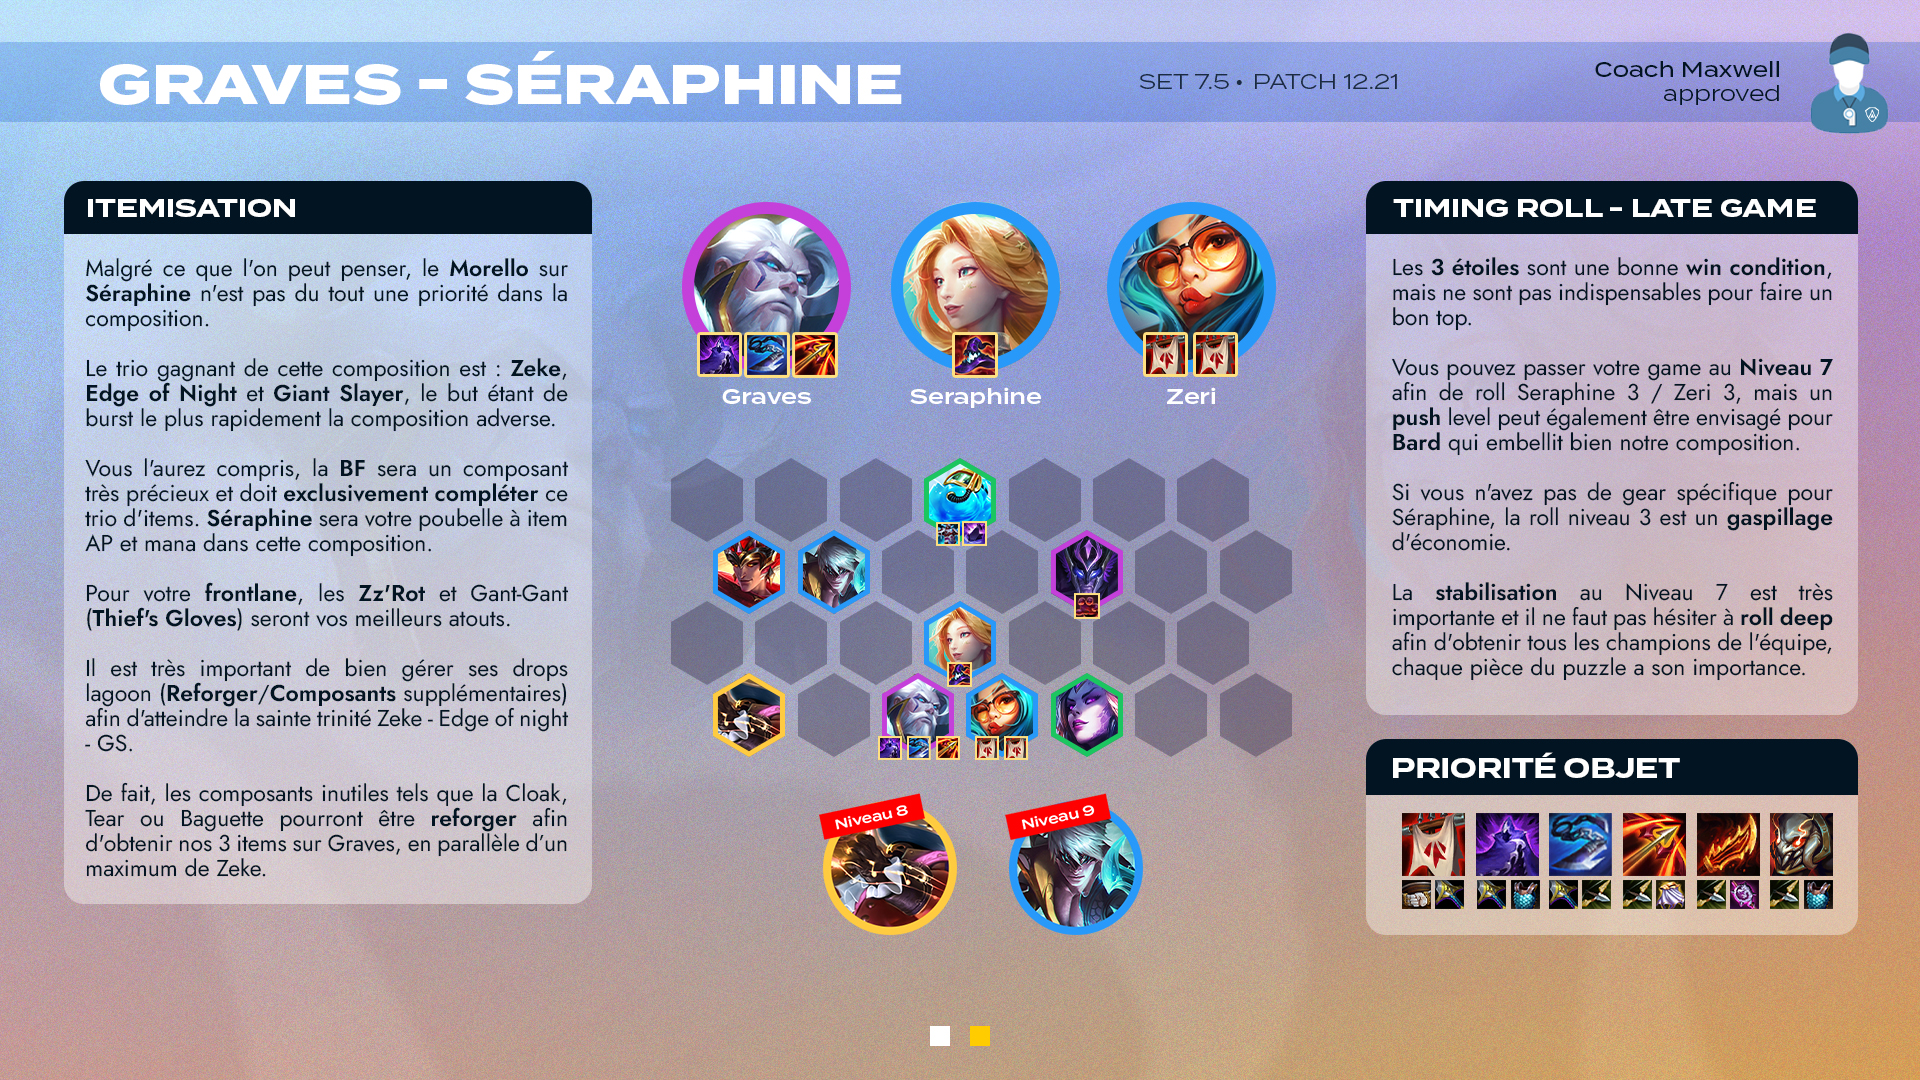 GRAVES - SÉRAPHINE
SET 7.5 • PATCH 12.21
Coach Maxwell
approved
ITEMISATION
Malgré ce que l'on peut penser, le Morello sur
Séraphine n'est pas du tout une priorité dans la
composition.
Le trio gagnant de cette composition est : Zeke,
Edge of Night et Giant Slayer, le but étant de
burst le plus rapidement la composition adverse.
Vous l'aurez compris, la BF sera un composant
très précieux et doit exclusivement compléter ce
trio d'items. Séraphine sera votre poubelle à item
AP et mana dans cette composition.
Pour votre frontlane, les Zz'Rot et Gant-Gant
(Thief's Gloves) seront vos meilleurs atouts.
Il est très important de bien gérer ses drops
lagoon (Reforger/Composants supplémentaires)
afin d'atteindre la sainte trinité Zeke - Edge of night
- GS.
De fait, les composants inutiles tels que la Cloak,
Tear ou Baguette pourront être reforger afin
d'obtenir nos 3 items sur Graves, en parallèle d’un
maximum de Zeke.
Graves
Seraphine
Zeri
Niveau 8
Niveau 9
TIMING ROLL - LATE GAME
Les 3 étoiles sont une bonne win condition,
mais ne sont pas indispensables pour faire un
bon top.
Vous pouvez passer votre game au Niveau 7
afin de roll Seraphine 3 / Zeri 3, mais un
push level peut également être envisagé pour
Bard qui embellit bien notre composition.
Si vous n'avez pas de gear spécifique pour
Séraphine, la roll niveau 3 est un gaspillage
d'économie.
La stabilisation au Niveau 7 est très
importante et il ne faut pas hésiter à roll deep
afin d'obtenir tous les champions de l'équipe,
chaque pièce du puzzle a son importance.
PRIORITÉ OBJET